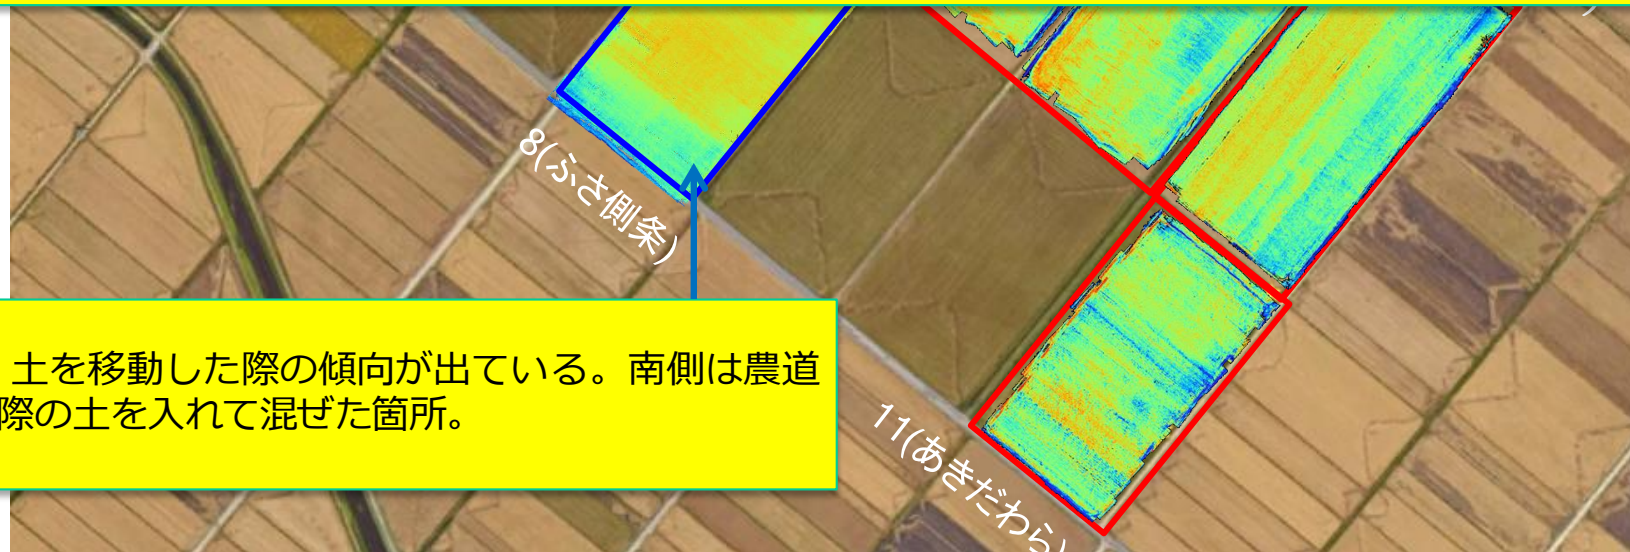 8(ふさ側条)
土を移動した際の傾向が出ている。南側は農道
際の土を入れて混ぜた箇所。
11(あきだわら)